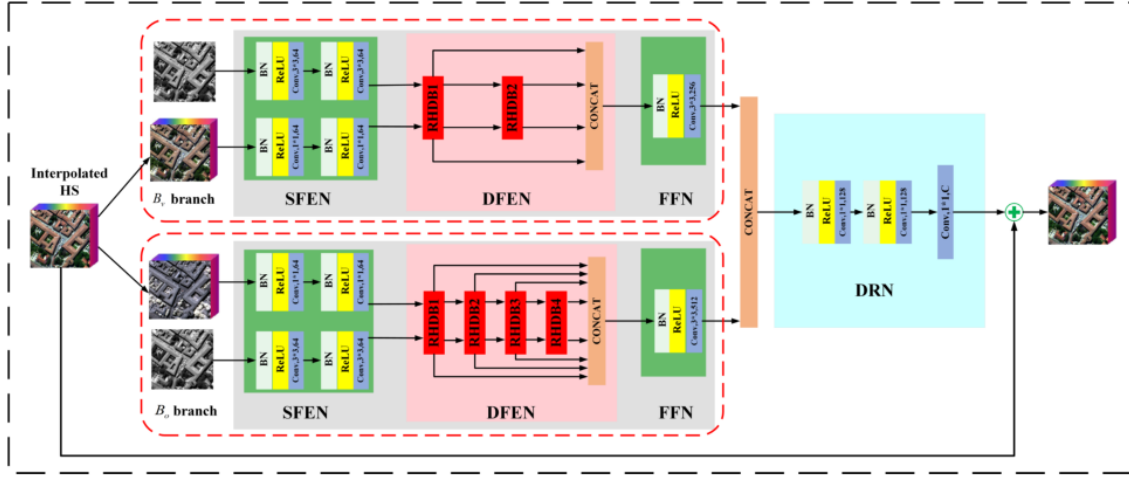 Interpolated
HS
B_v branch
BN
ReLU
Conv,3*3,64
BN
ReLU
Conv,3*3,64
BN
ReLU
Conv,1*1,64
BN
ReLU
Conv,1*1,64
SFEN
RHDB1
RHDB2
CONCAT
DFEN
BN
ReLU
Conv,3*3,256
FFN
BN
ReLU
Conv,1*1,64
BN
ReLU
Conv,1*1,64
BN
ReLU
Conv,3*3,64
BN
ReLU
Conv,3*3,64
B_o branch
SFEN
RHDB1
RHDB2
RHDB3
RHDB4
CONCAT
DFEN
BN
ReLU
Conv,3*3,512
FFN
CONCAT
BN
ReLU
Conv,1*1,128
BN
ReLU
Conv,1*1,128
Conv,1*1,C
DRN